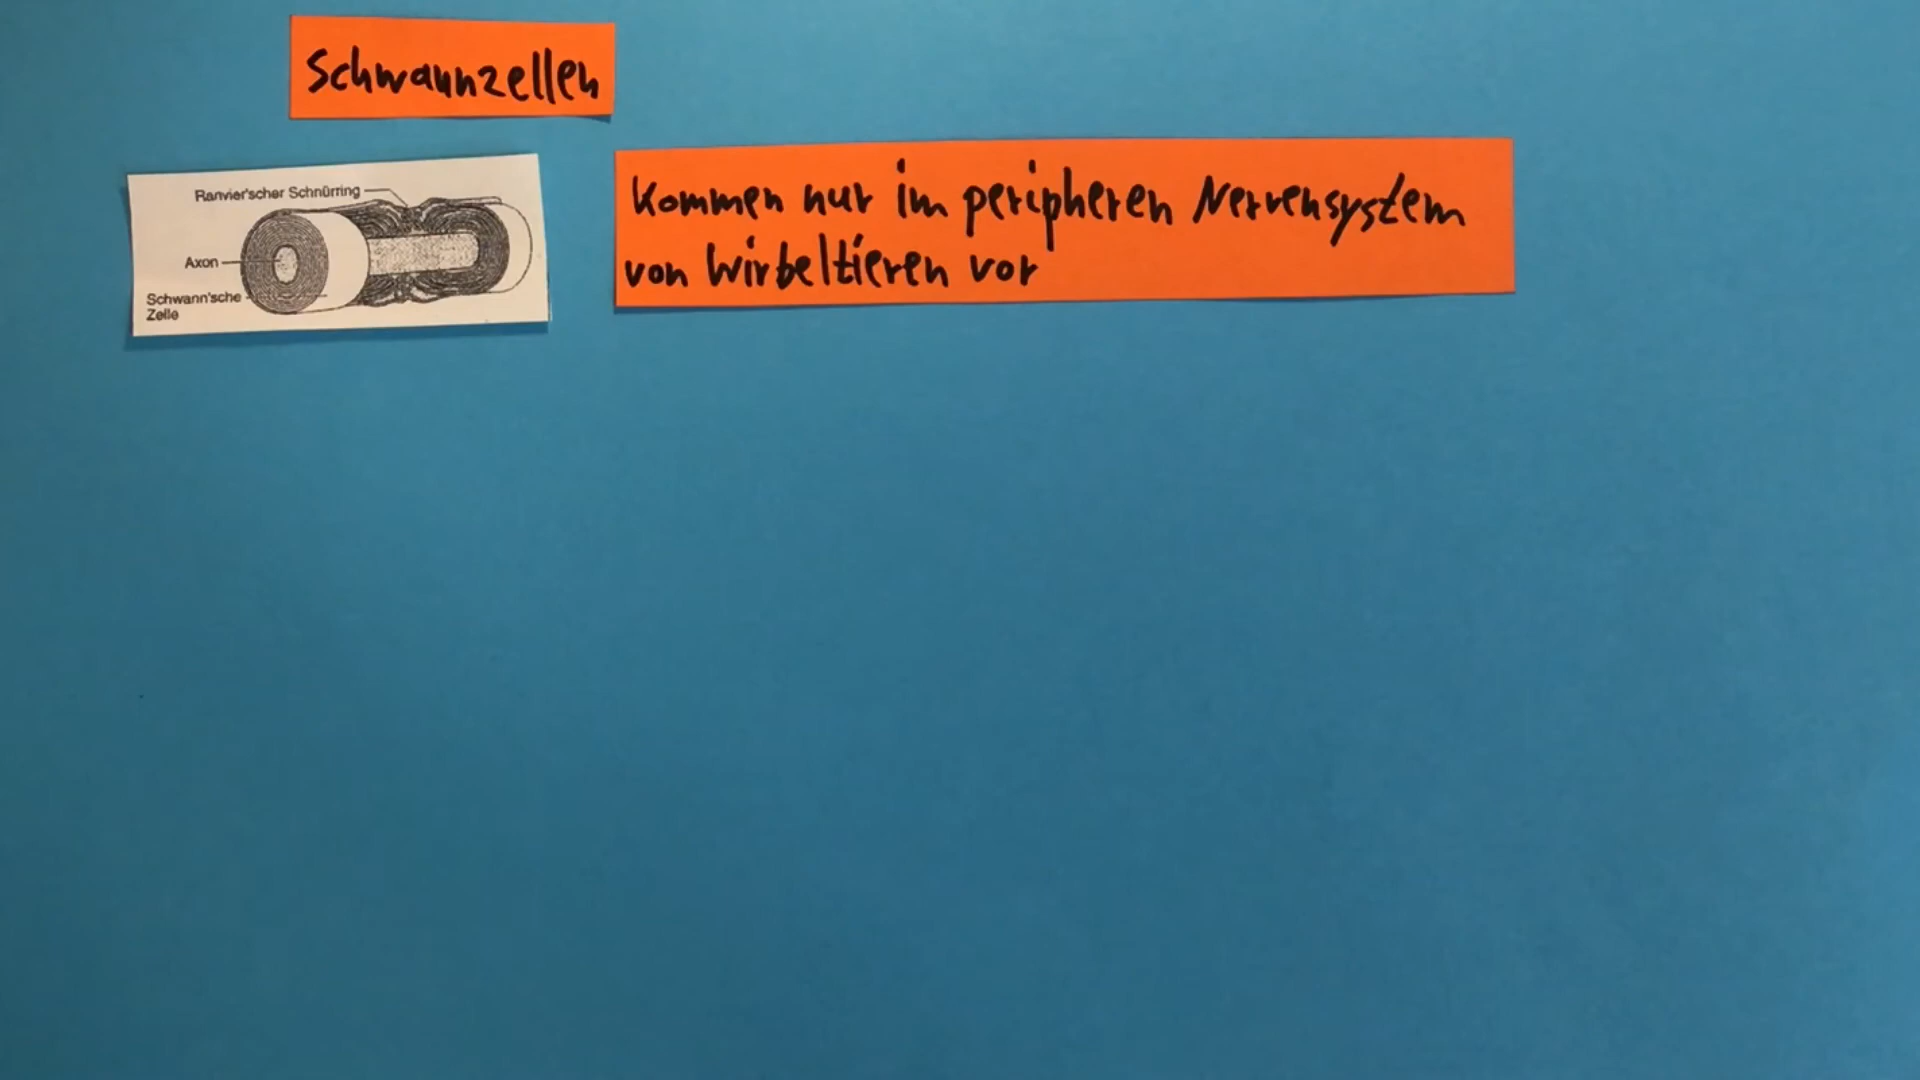 Schwannzellen
Ranvier'scher Schnürring
Axon
Schwann'sche
Zelle
Kommen nur im peripheren Nervensystem
von Wirbeltieren vor